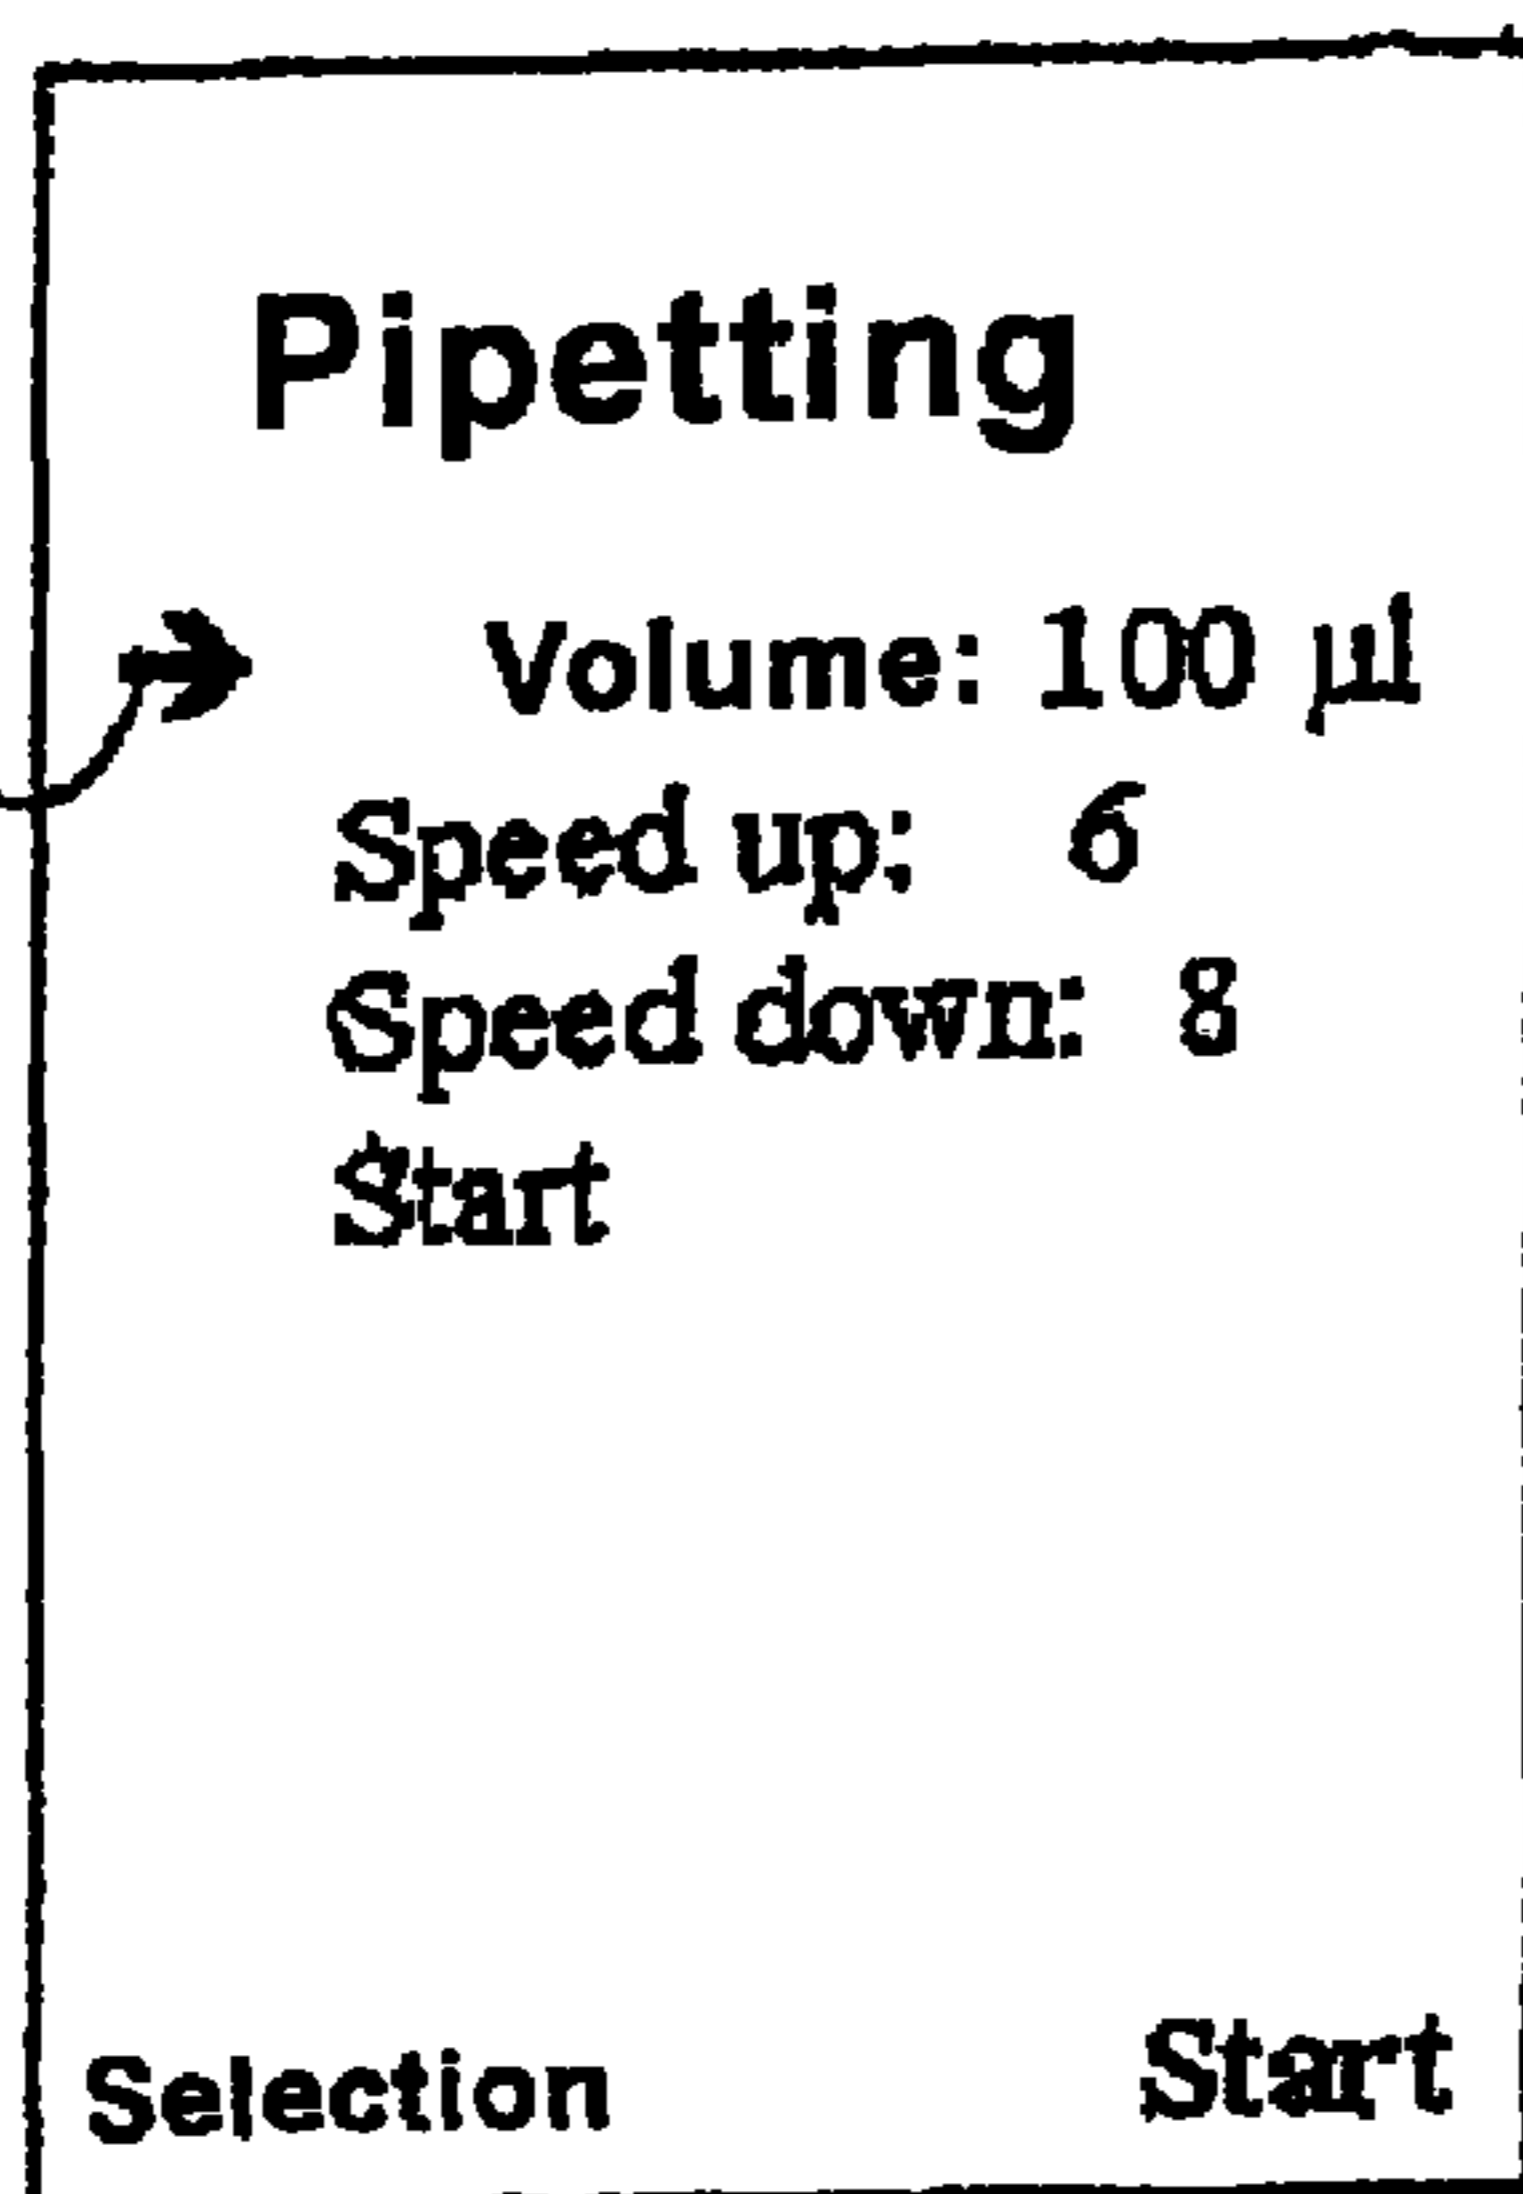 Pipetting
Volume: 100 µl
Speed up: 6
Speed down: 8
Start
Selection Start